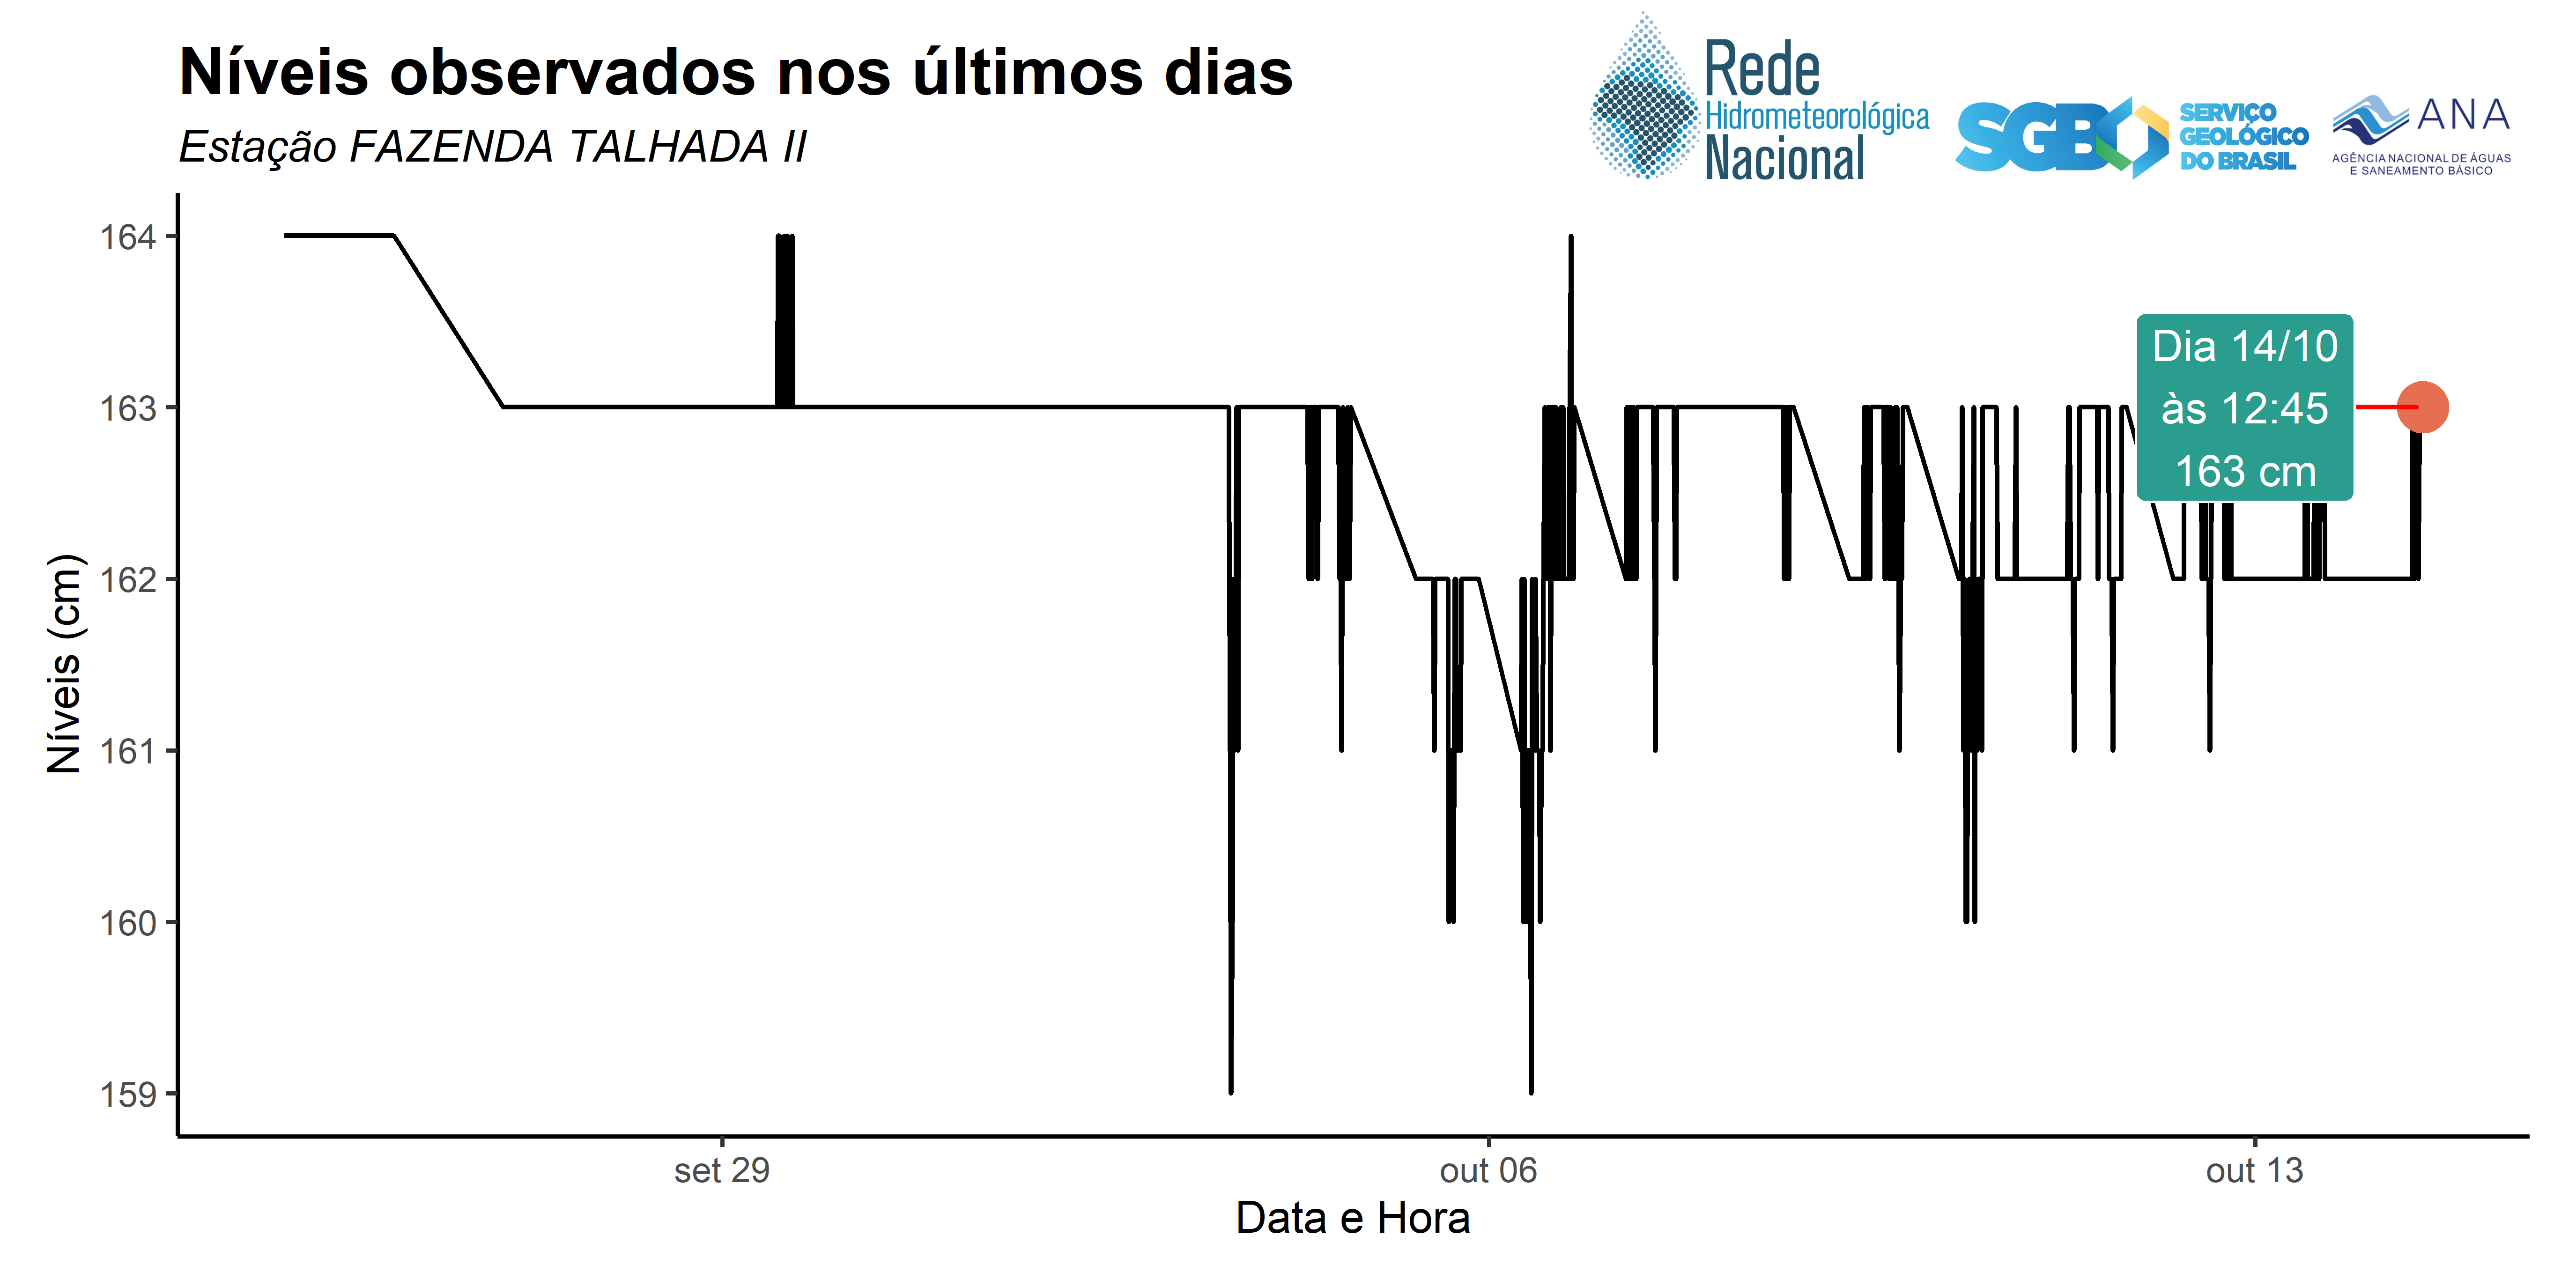 Níveis observados nos últimos dias
Estação FAZENDA TALHADA II
Rede
Hidrometeorológica
Nacional
SGB
SERVIÇO
GEOLÓGICO
DO BRASIL
ANA
AGÊNCIA NACIONAL DE ÁGUAS
E SANEAMENTO BÁSICO
164
163
162
161
160
159
Níveis (cm)
Dia 14/10
às 12:45
163 cm
set 29
out 06
out 13
Data e Hora